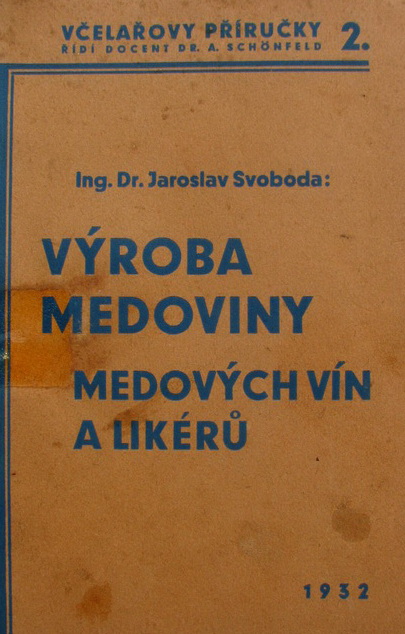 VČELAŘOVY PŘÍRUČKY 2.
ŘÍDÍ DOCENT DR. A. SCHÖNFELD
Ing. Dr. Jaroslav Svoboda:
VÝROBA
MEDOVINY
MEDOVÝCH VÍN
A LIKÉRŮ
1932